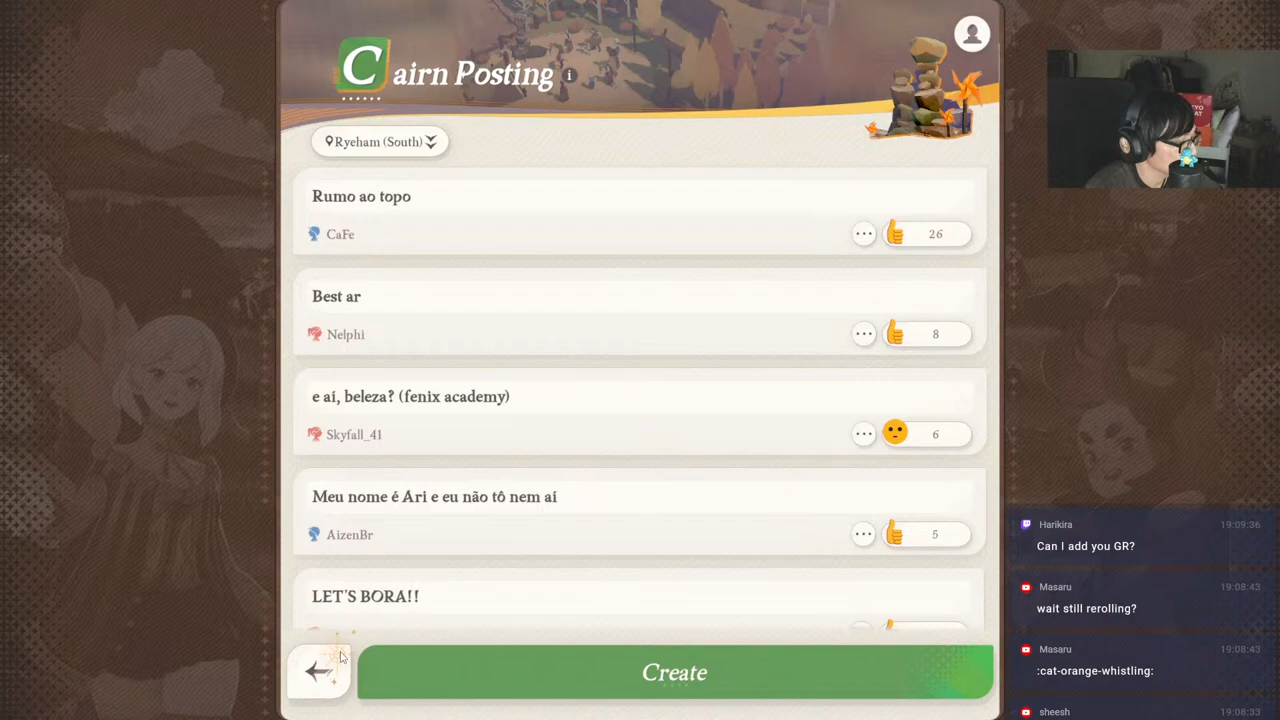 Cairn Posting
Ryeham (South)
Rumo ao topo
CaFe
26
Best ar
Nelphi
8
e aí, beleza? (fenix academy)
Skyfall_41
6
Meu nome é Ari e eu não tô nem aí
AizenBr
5
LET'S BORA!!
Create
Harikira 19:09:36
Can I add you GR?
Masaru 19:08:43
wait still rerolling?
Masaru 19:08:43
:cat-orange-whistling:
sheesh 19:08:33